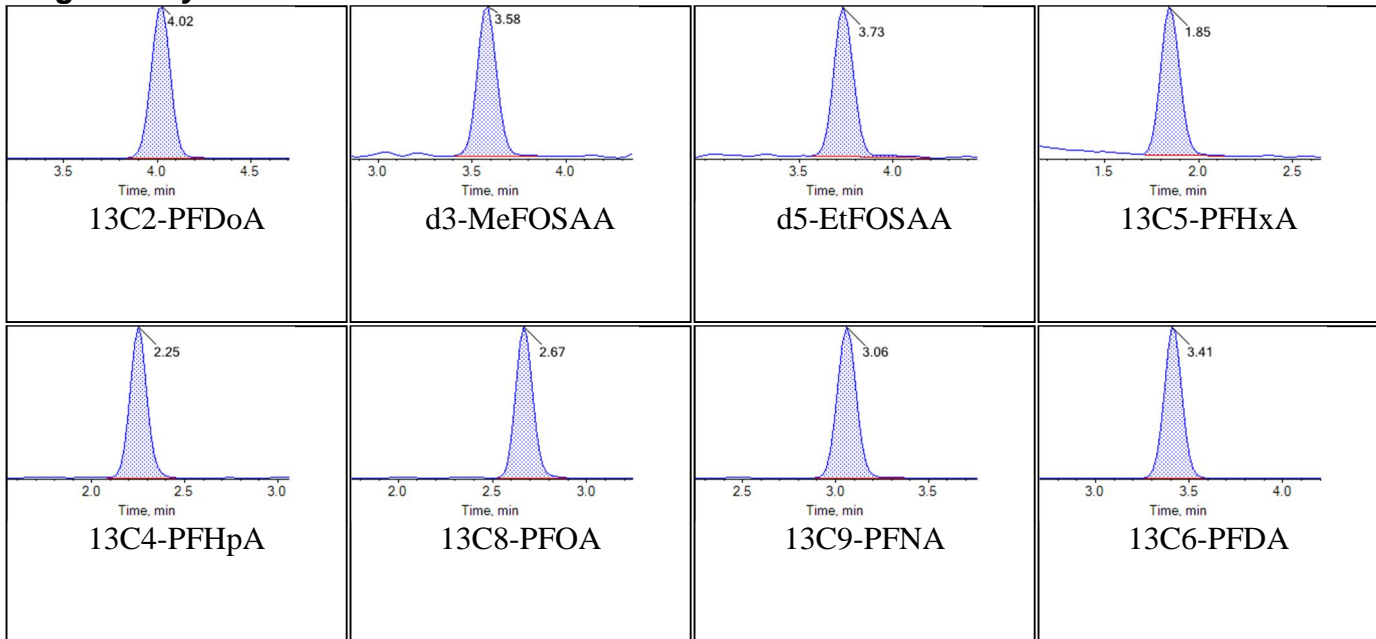 4.02
3.5 4.0 4.5
Time, min
13C2-PFDoA
3.58
3.0 3.5 4.0
Time, min
d3-MeFOSAA
3.73
3.5 4.0
Time, min
d5-EtFOSAA
1.85
1.5 2.0 2.5
Time, min
13C5-PFHxA
2.25
2.0 2.5 3.0
Time, min
13C4-PFHpA
2.67
2.0 2.5 3.0
Time, min
13C8-PFOA
3.06
2.5 3.0 3.5
Time, min
13C9-PFNA
3.41
3.0 3.5 4.0
Time, min
13C6-PFDA